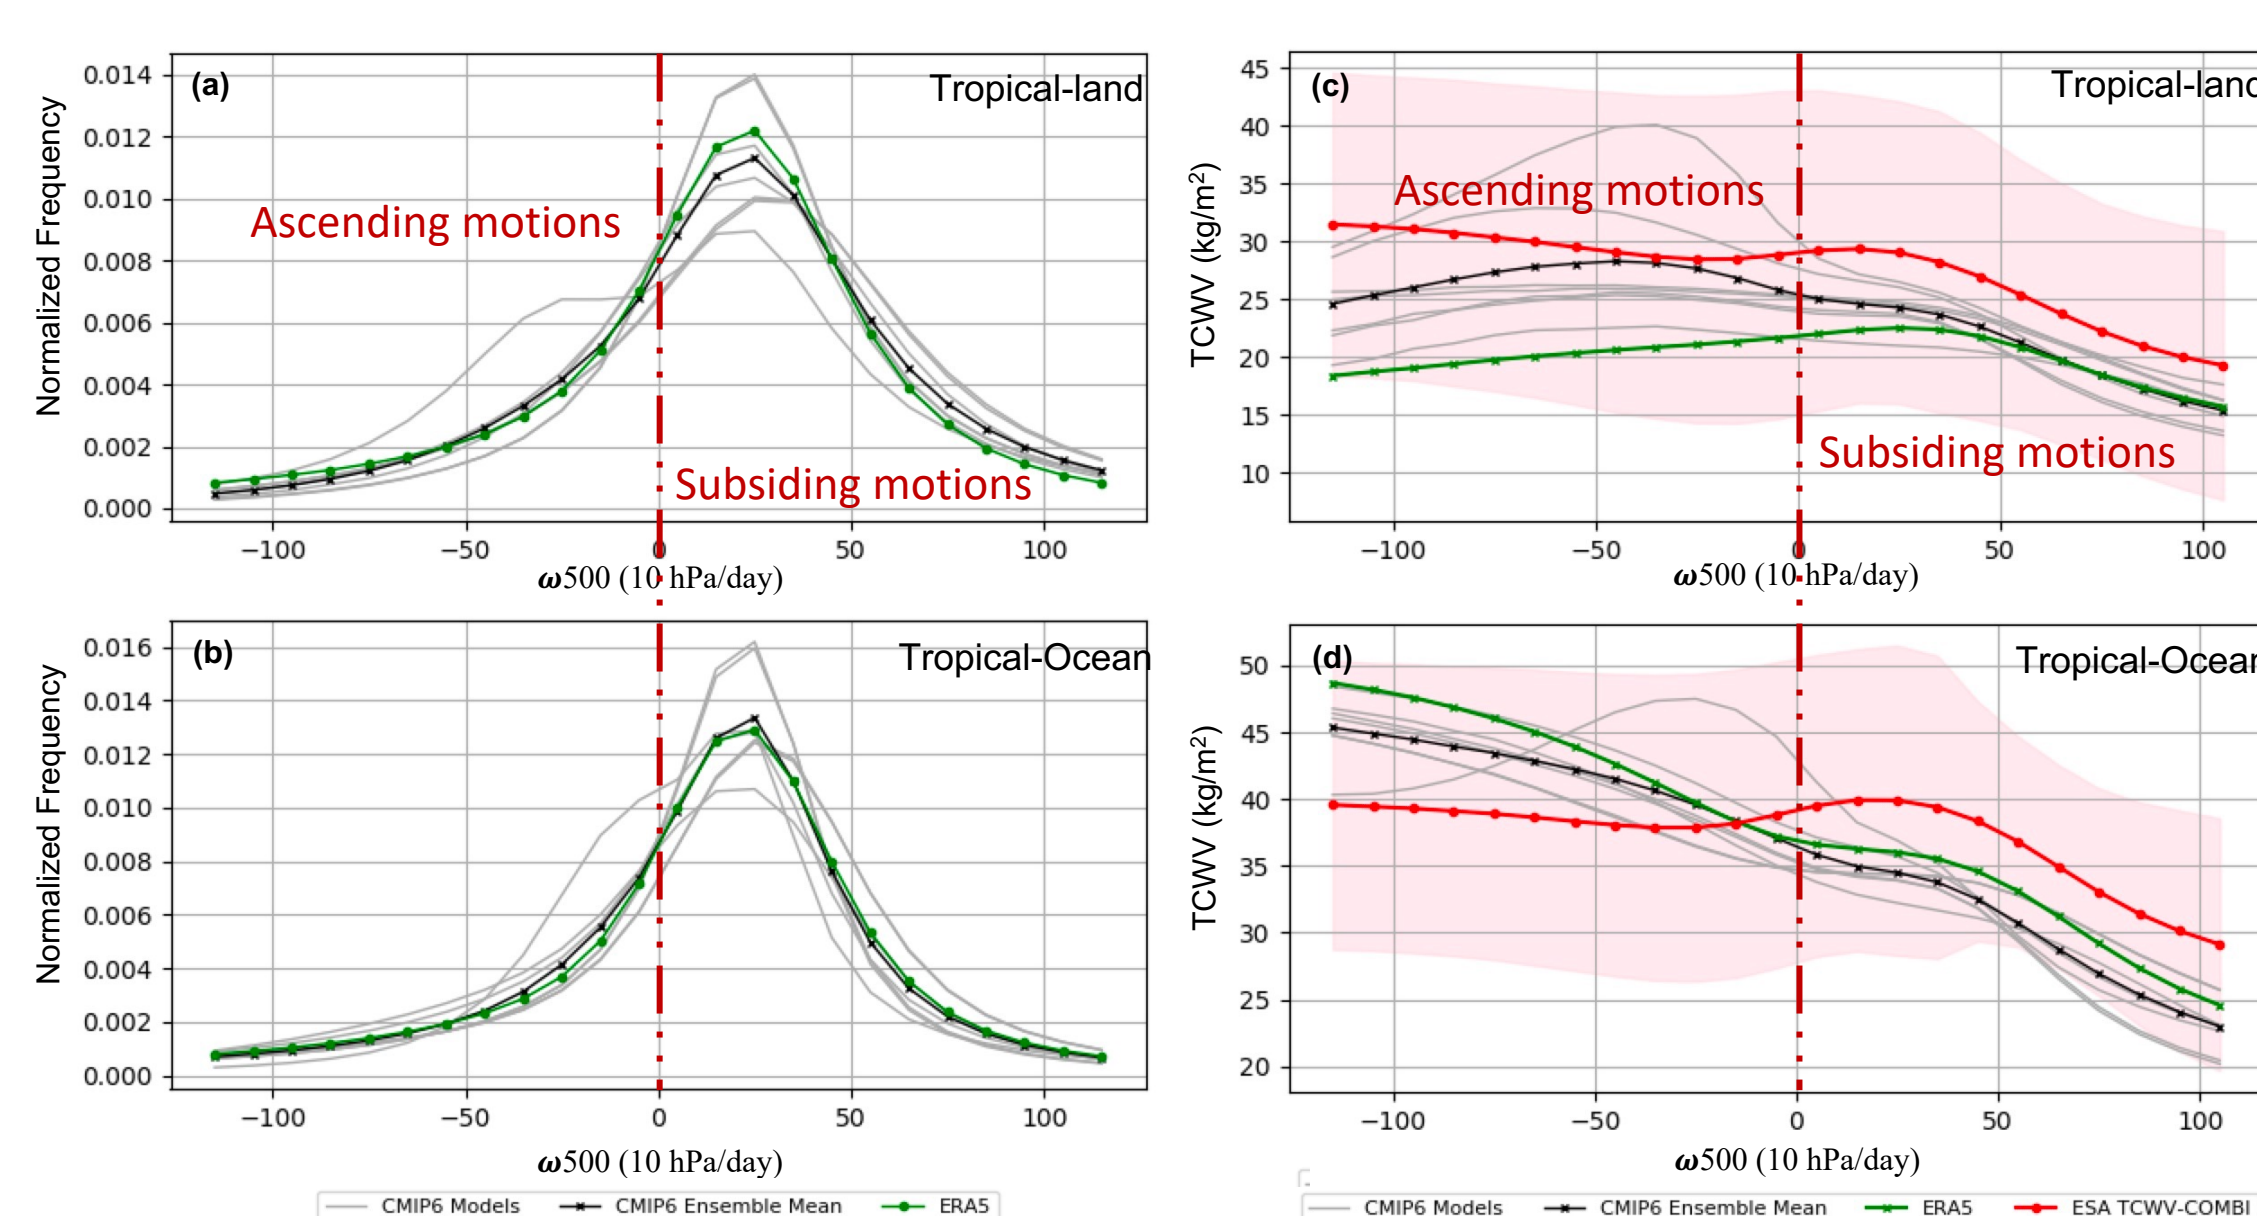 (a)
Tropical-land
Normalized Frequency
0.014
0.012
0.010
0.008
0.006
0.004
0.002
0.000
Ascending motions
Subsiding motions
−100
−50
0
50
100
ω500 (10 hPa/day)
(c)
Tropical-land
TCWV (kg/m²)
45
40
35
30
25
20
15
10
Ascending motions
Subsiding motions
−100
−50
0
50
100
ω500 (10 hPa/day)
(b)
Tropical-Ocean
Normalized Frequency
0.016
0.014
0.012
0.010
0.008
0.006
0.004
0.002
0.000
−100
−50
0
50
100
ω500 (10 hPa/day)
CMIP6 Models
CMIP6 Ensemble Mean
ERA5
(d)
Tropical-Ocean
TCWV (kg/m²)
50
45
40
35
30
25
20
−100
−50
0
50
100
ω500 (10 hPa/day)
CMIP6 Models
CMIP6 Ensemble Mean
ERA5
ESA TCWV-COMBI